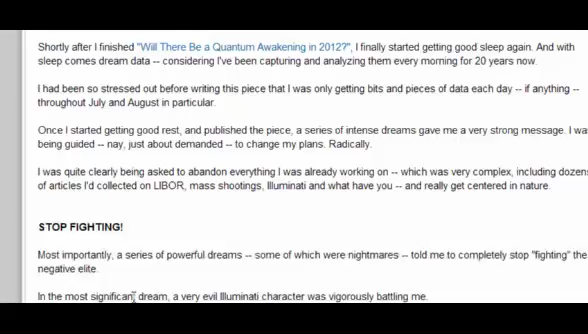 Shortly after I finished "Will There Be a Quantum Awakening in 2012?", I finally started getting good sleep again. And with
sleep comes dream data -- considering I've been capturing and analyzing them every morning for 20 years now.
I had been so stressed out before writing this piece that I was only getting bits and pieces of data each day -- if anything --
throughout July and August in particular.
Once I started getting good rest, and published the piece, a series of intense dreams gave me a very strong message. I wa
being guided -- nay, just about demanded -- to change my plans. Radically.
I was quite clearly being asked to abandon everything I was already working on -- which was very complex, including dozens
of articles I'd collected on LIBOR, mass shootings, Illuminati and what have you -- and really get centered in nature.
STOP FIGHTING!
Most importantly, a series of powerful dreams -- some of which were nightmares -- told me to completely stop "fighting" the
negative elite.
In the most significant dream, a very evil Illuminati character was vigorously battling me.